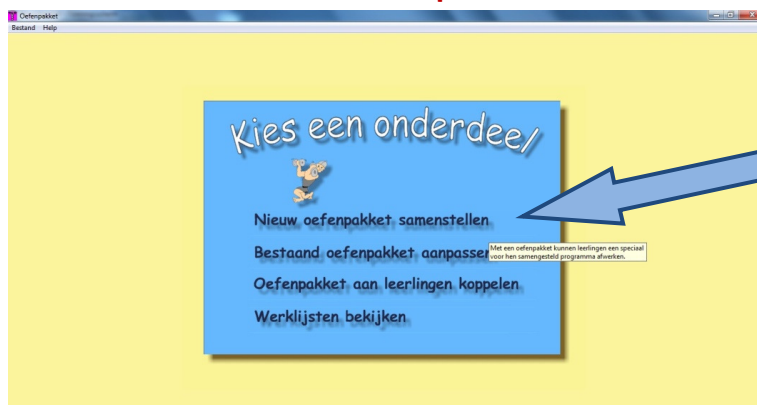 Oefenpakket
Bestand Help
Kies een onderdeel
Nieuw oefenpakket samenstellen
Bestaand oefenpakket aanpassen
Met een oefenpakket kunnen leerlingen een speciaal
voor hen samengesteld programma afwerken.
Oefenpakket aan leerlingen koppelen
Werklijsten bekijken